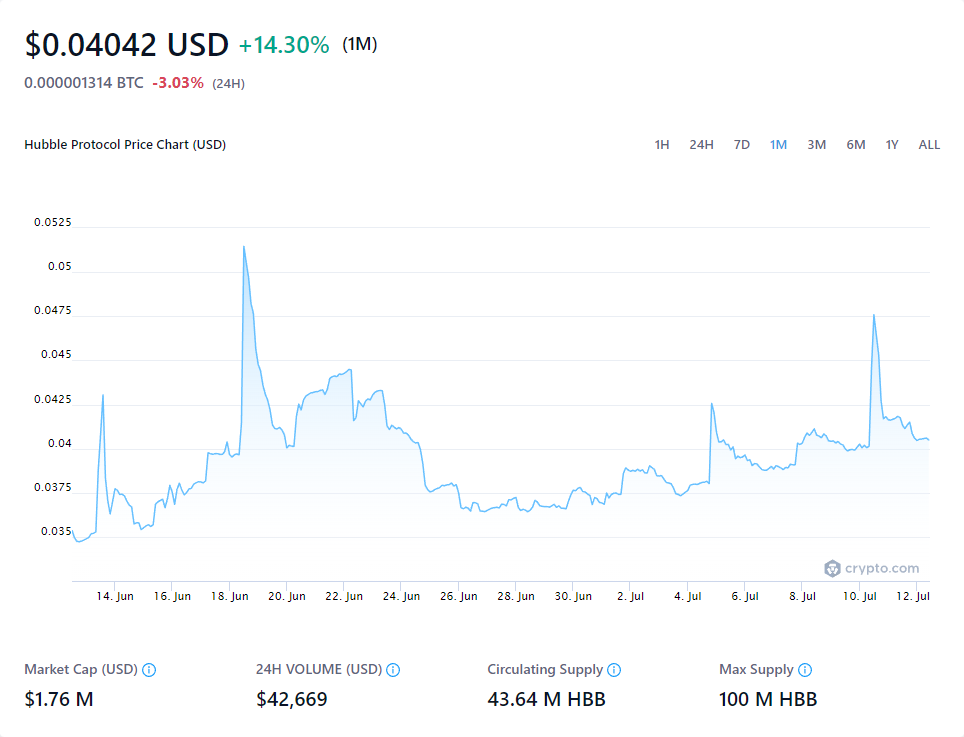 $0.04042 USD +14.30% (1M)
0.000001314 BTC -3.03% (24H)
Hubble Protocol Price Chart (USD) 1H 24H 7D 1M 3M 6M 1Y ALL
0.0525
0.05
0.0475
0.045
0.0425
0.04
0.0375
0.035
crypto.com
14. Jun 16. Jun 18. Jun 20. Jun 22. Jun 24. Jun 26. Jun 28. Jun 30. Jun 2. Jul 4. Jul 6. Jul 8. Jul 10. Jul 12. Jul
Market Cap (USD) 24H VOLUME (USD) Circulating Supply Max Supply
$1.76 M $42,669 43.64 M HBB 100 M HBB